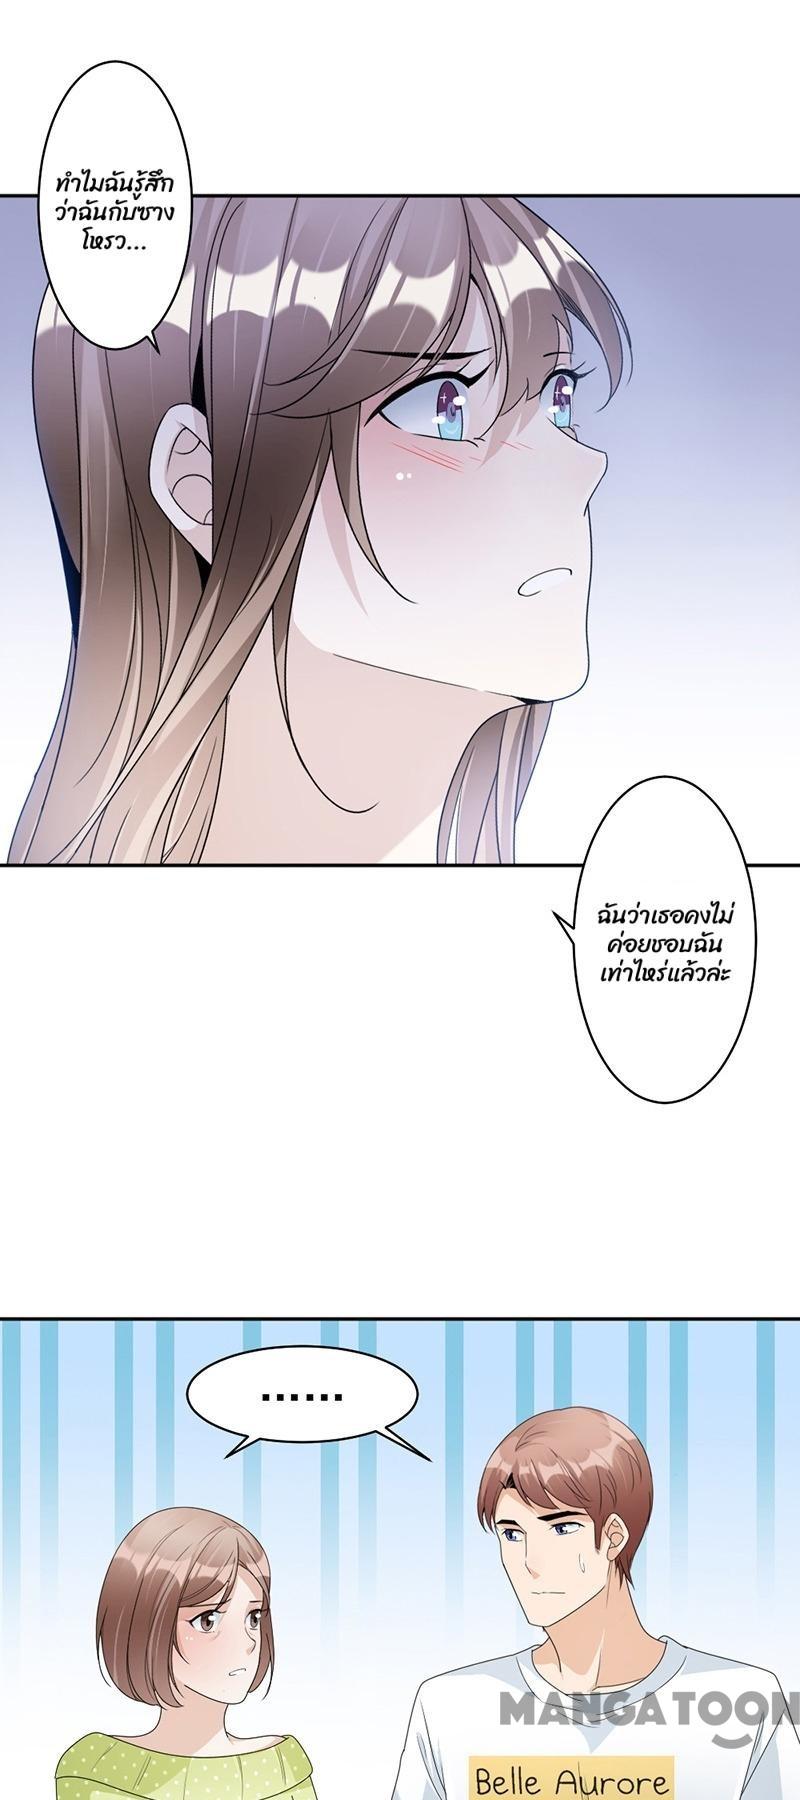 ทำไมฉันรู้สึก
ว่าฉันกับซาง
โหรว...
ฉันว่าเธอคงไม่
ค่อยชอบฉัน
เท่าไหร่แล้วล่ะ
......
MANGATOON
Belle Aurore